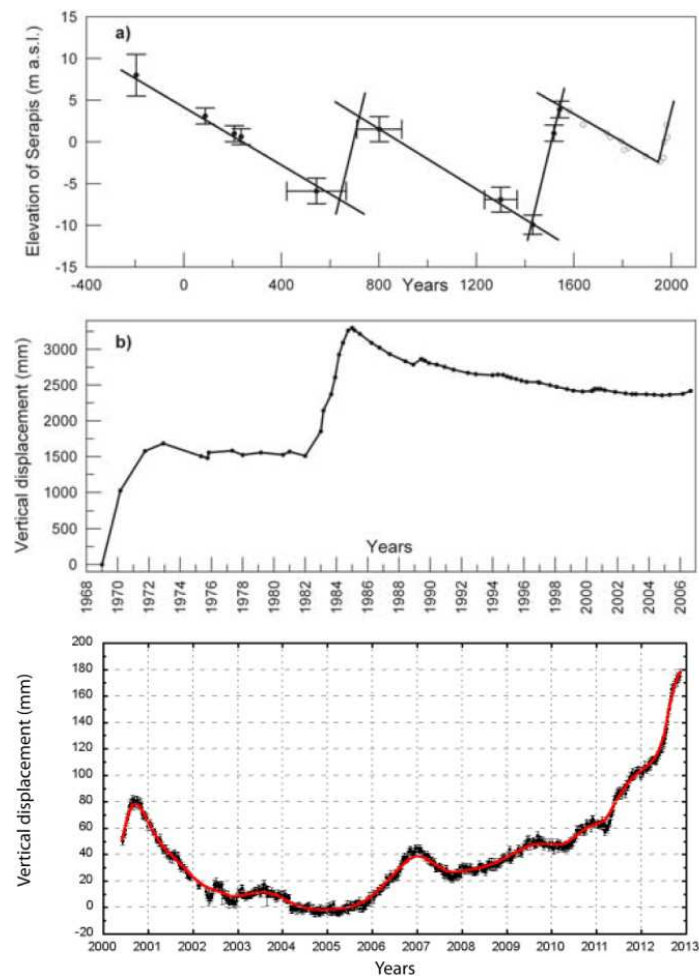 a)
Elevation of Serapis (m a.s.l.)
15
10
5
0
-5
-10
-15
-400 0 400 800 1200 1600 2000
Years
b)
Vertical displacement (mm)
3000
2500
2000
1500
1000
500
0
Years
1968 1970 1972 1974 1976 1978 1980 1982 1984 1986 1988 1990 1992 1994 1996 1998 2000 2002 2004 2006
Vertical displacement (mm)
200
180
160
140
120
100
80
60
40
20
0
-20
2000 2001 2002 2003 2004 2005 2006 2007 2008 2009 2010 2011 2012 2013
Years